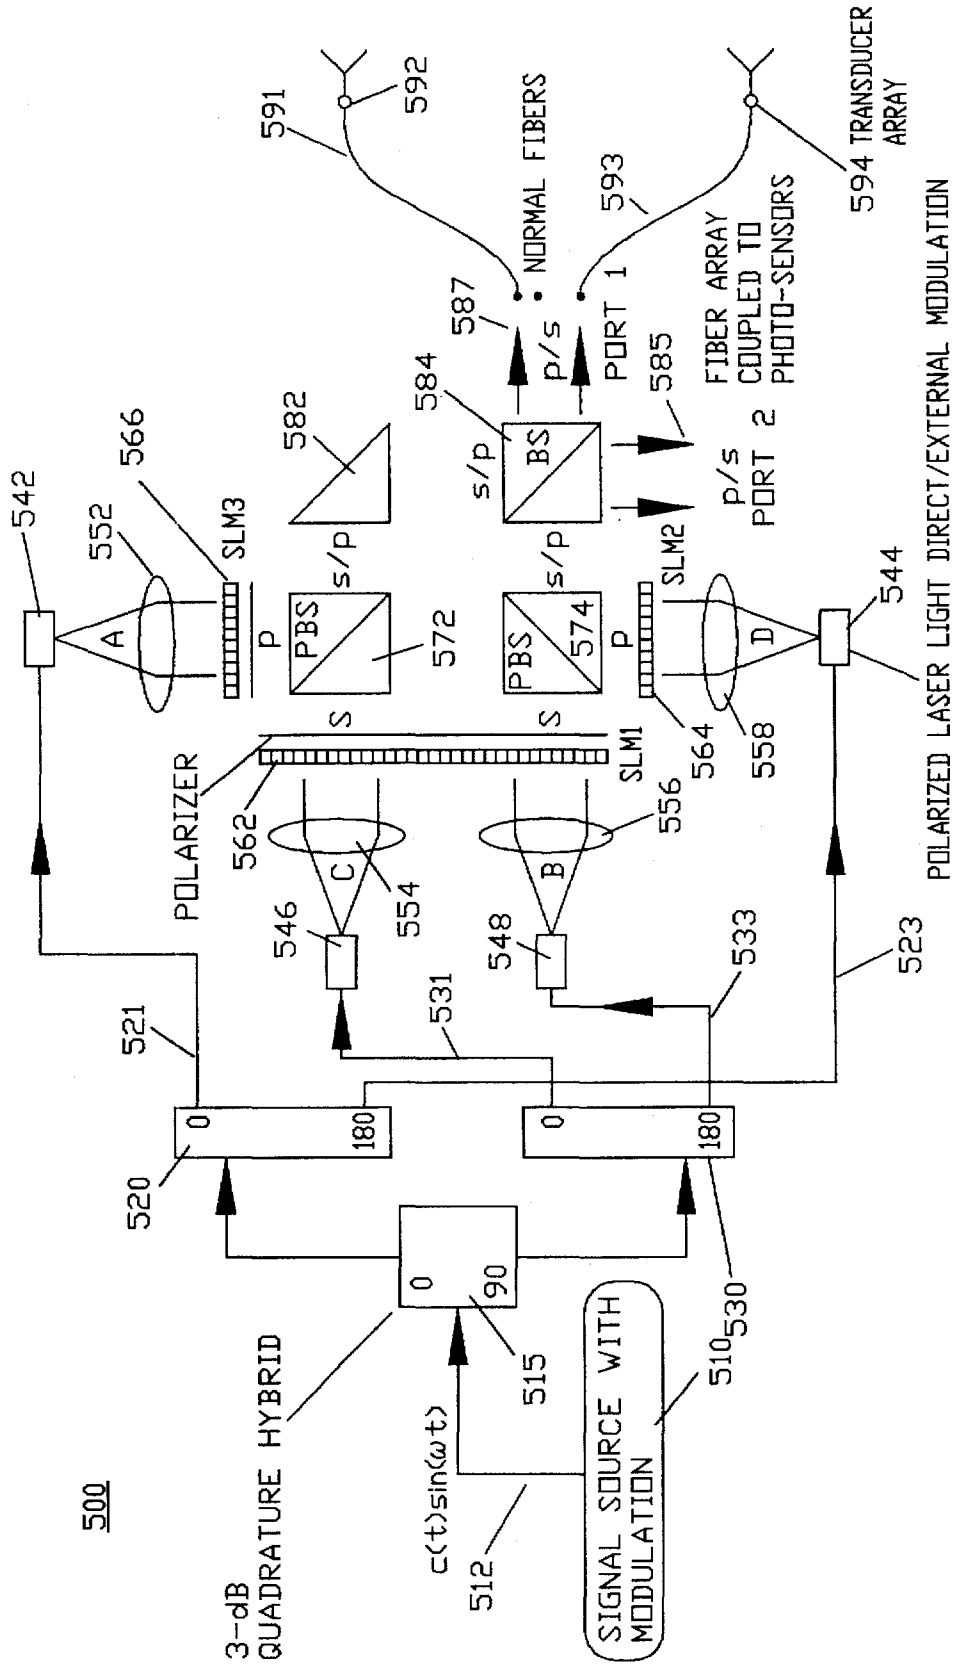 500
3-dB
QUADRATURE HYBRID
c(t)sin(ωt)
512
SIGNAL SOURCE WITH
MODULATION
510
515
0
90
520
0
180
530
0
180
521
531
533
523
POLARIZER
546
548
C
B
554
556
562
SLM1
542
A
552
566
SLM3
P
S
PBS
572
s/p
582
S
PBS
574
s/p
P
SLM2
564
D
558
544
POLARIZED LASER LIGHT DIRECT/EXTERNAL MODULATION
s/p
BS
584
587
p/s
PORT 1
585
p/s
PORT 2
FIBER ARRAY
COUPLED TO
PHOTO-SENSORS
NORMAL FIBERS
591
592
593
594 TRANSDUCER
ARRAY